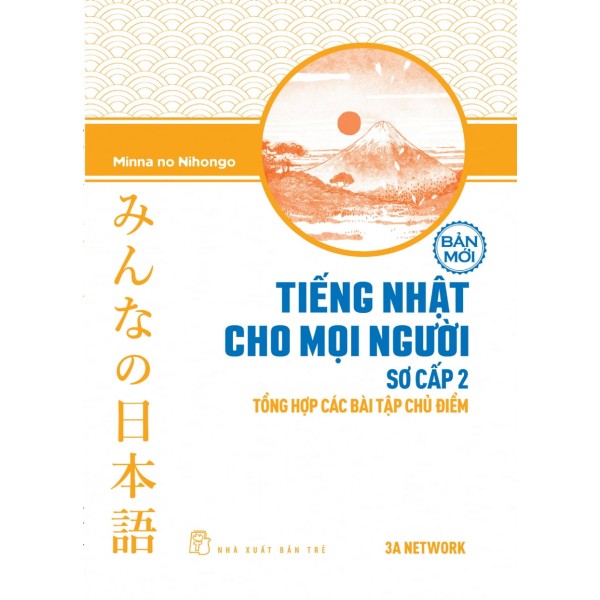 Minna no Nihongo
みんなの日本語
BẢN
MỚI
TIẾNG NHẬT
CHO MỌI NGƯỜI
SƠ CẤP 2
TỔNG HỢP CÁC BÀI TẬP CHỦ ĐIỂM
NHÀ XUẤT BẢN TRẺ
3A NETWORK